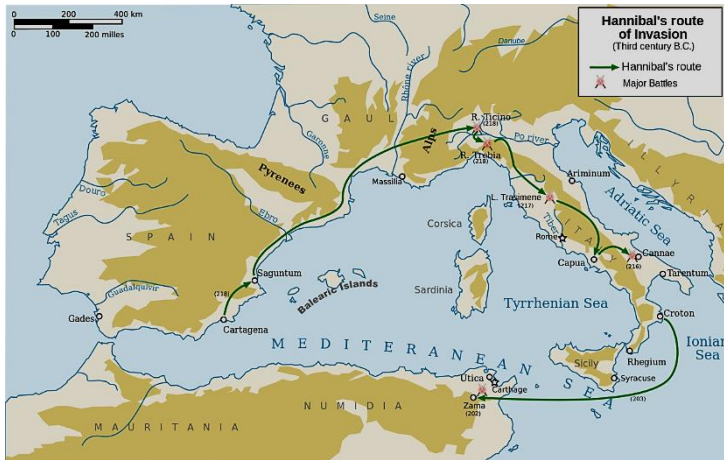 0 200 400 km
0 100 200 milles
Hannibal's route
of Invasion
(Third century B.C.)
Hannibal's route
Major Battles
Seine
Danube
Rhône river
GAUL
Garonne
Alps
R. Ticino
(218)
Po river
R. Trebia
(218)
ILLYRIA
Pyrenees
Massilia
Ariminum
Adriatic Sea
Douro
Tagus
Ebro
L. Trasimene
(217)
ITALY
Tiber
Corsica
Rome
SPAIN
Cannae
(216)
Capua
Saguntum
Sardinia
Tarentum
Guadalquivir
(218)
Balearic Islands
Tyrrhenian Sea
Gades
Cartagena
Croton
MEDITERANEAN SEA
Ionian
Sea
Rhegium
Sicily
Syracuse
Utica
Carthage
Zama
(202)
(203)
NUMIDIA
MAURITANIA